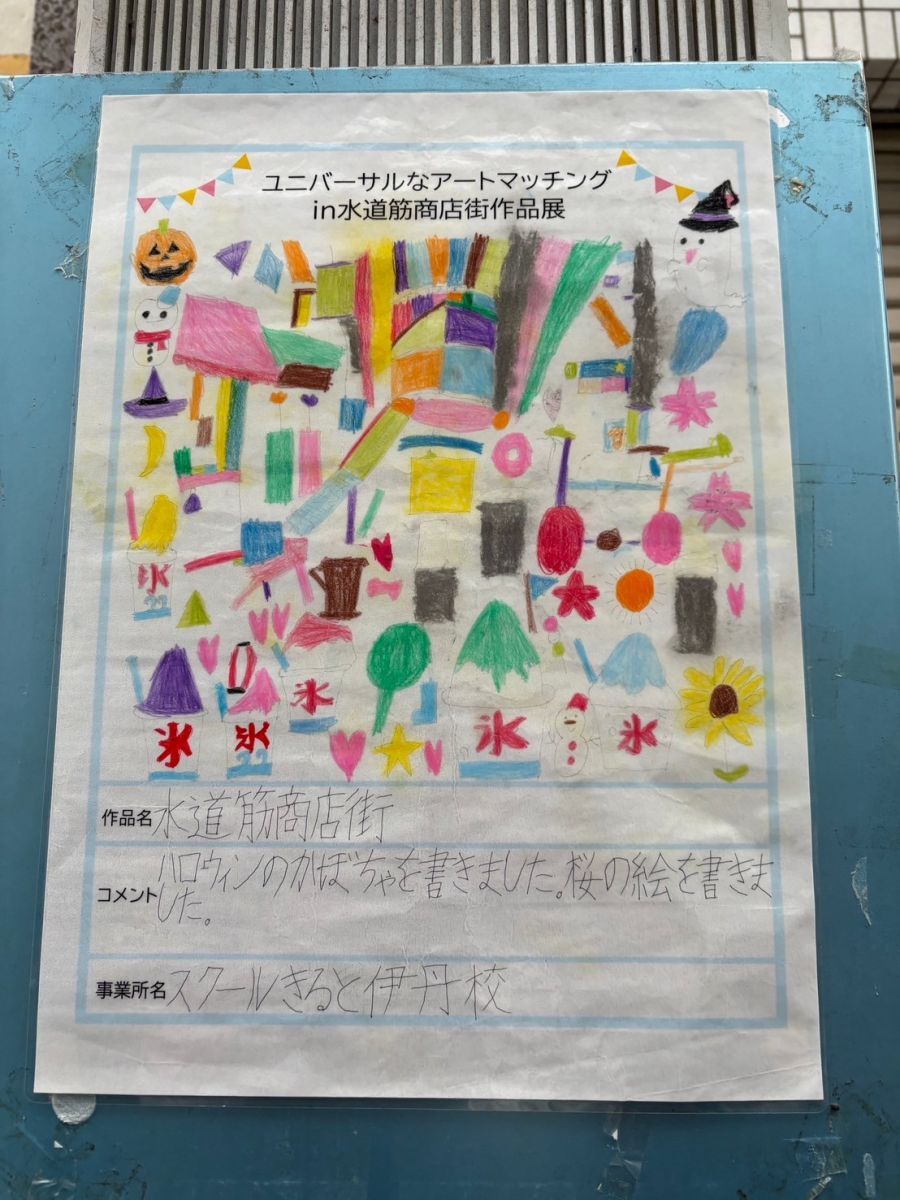 ユニバーサルなアートマッチング
in水道筋商店街作品展
氷
氷
氷
氷
氷
氷
作品名 水道筋商店街
コメント ハロウィンのかぼちゃを書きました。桜の絵を書きま
した。
事業所名 スクールきると伊丹校